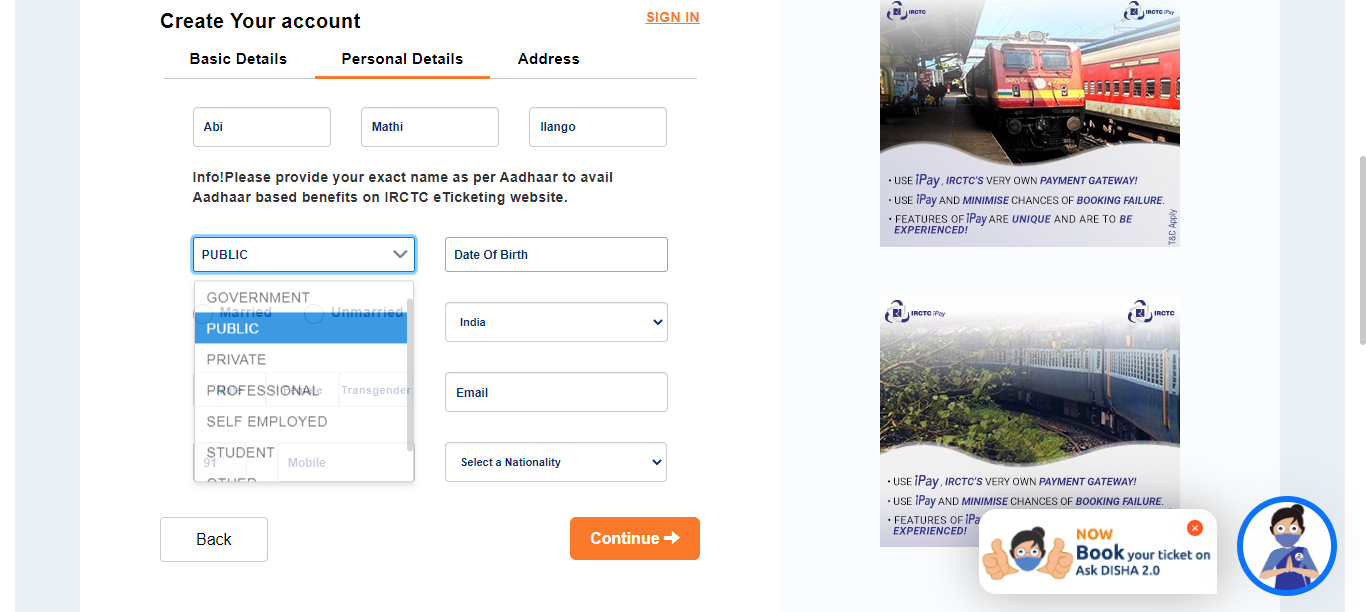 Create Your account
SIGN IN
Basic Details
Personal Details
Address
Abi
Mathi
Ilango
Info!Please provide your exact name as per Aadhaar to avail
Aadhaar based benefits on IRCTC eTicketing website.
PUBLIC
Date Of Birth
GOVERNMENT
Married
Unmarried
PUBLIC
India
PRIVATE
PROFESSIONAL
Transgender
Email
SELF EMPLOYED
STUDENT
91
Mobile
OTHER
Select a Nationality
Back
Continue
IRCTC
IRCTC iPay
• USE iPay, IRCTC'S VERY OWN PAYMENT GATEWAY!
• USE iPay AND MINIMISE CHANCES OF BOOKING FAILURE.
• FEATURES OF iPay ARE UNIQUE AND ARE TO BE
EXPERIENCED!
T&C Apply
IRCTC iPay
IRCTC
• USE iPay, IRCTC'S VERY OWN PAYMENT GATEWAY!
• USE iPay AND MINIMISE CHANCES OF BOOKING FAILURE.
• FEATURES OF iPa
EXPERIENCED!
NOW
Book your ticket on
Ask DISHA 2.0